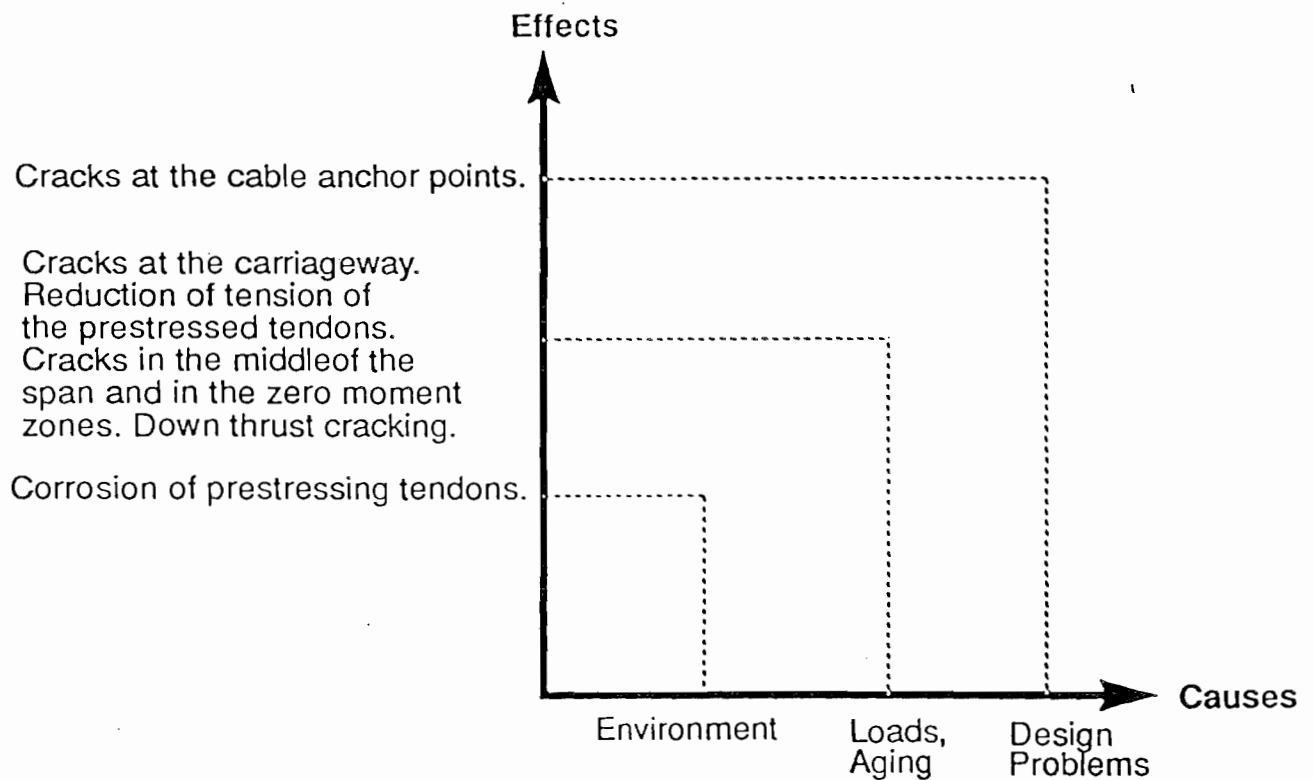 Effects
Cracks at the cable anchor points.
Cracks at the carriageway.
Reduction of tension of
the prestressed tendons.
Cracks in the middleof the
span and in the zero moment
zones. Down thrust cracking.
Corrosion of prestressing tendons.
Causes
Environment
Loads,
Aging
Design
Problems